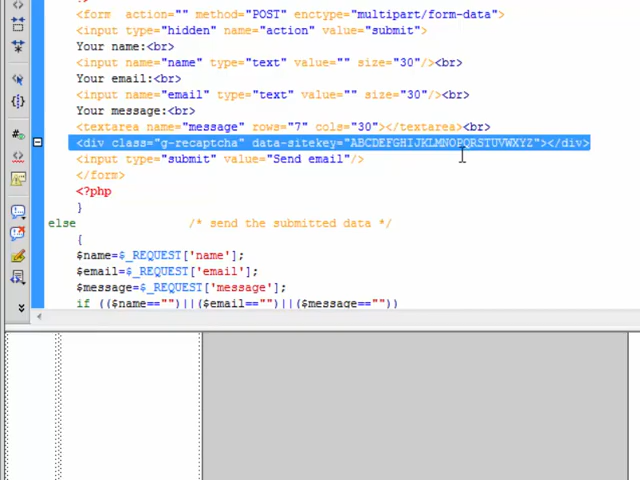 <form  action="" method="POST" enctype="multipart/form-data">
<input type="hidden" name="action" value="submit">
Your name:<br>
<input name="name" type="text" value="" size="30"/><br>
Your email:<br>
<input name="email" type="text" value="" size="30"/><br>
Your message:<br>
<textarea name="message" rows="7" cols="30"></textarea><br>
<div class="g-recaptcha" data-sitekey="ABCDEFGHIJKLMNOPQRSTUVWXYZ"></div>
<input type="submit" value="Send email"/>
</form>
<?php
}
else /* send the submitted data */
{
$name=$_REQUEST['name'];
$email=$_REQUEST['email'];
$message=$_REQUEST['message'];
if (($name=="")||($email=="")||($message==""))